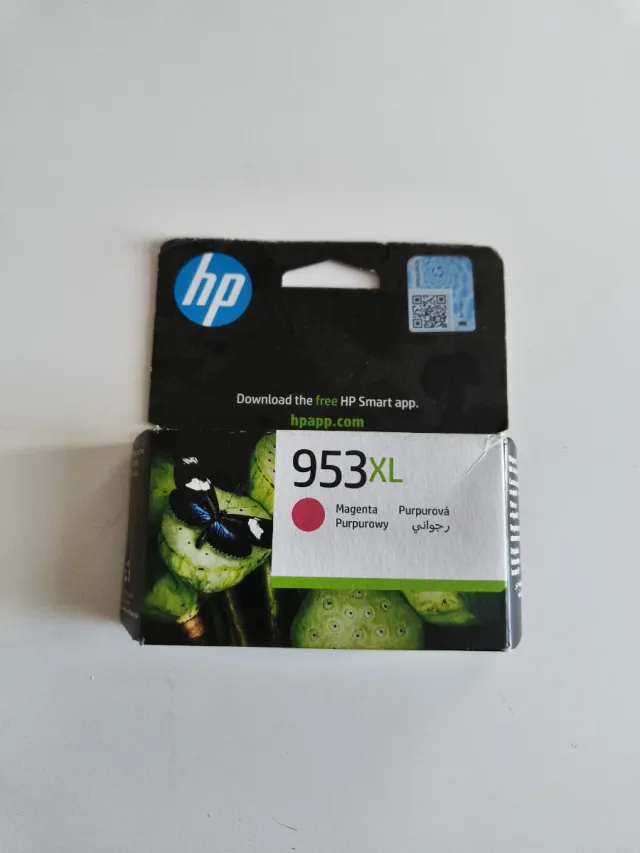 hp
Download the free HP Smart app.
hpapp.com
953XL
Magenta Purpurová
Purpurowy رجواني